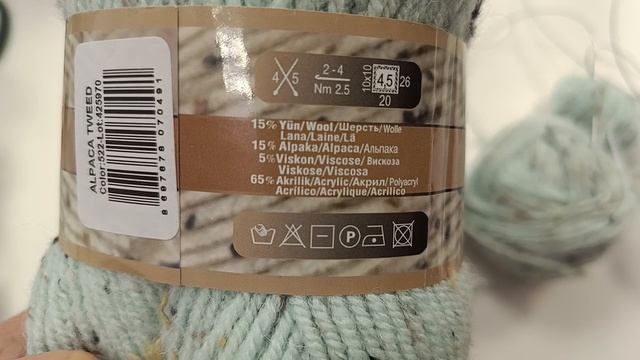 ALPACA TWEED
Color:522-Lot:425970
8 697678 070491
4 5
2 - 4
Nm 2.5
10x10
4,5
26
20
15% Yün/Wool/Шерсть/Wolle
Lana/Laine/Lã
15% Alpaka/Alpaca/Альпака
5% Viskon/Viscose/Вискоза
Viskose/Viscosa
65% Akrilik/Acrylic/Акрил/Polyacryl
Acrilico/Acrylique/Acrílico
P